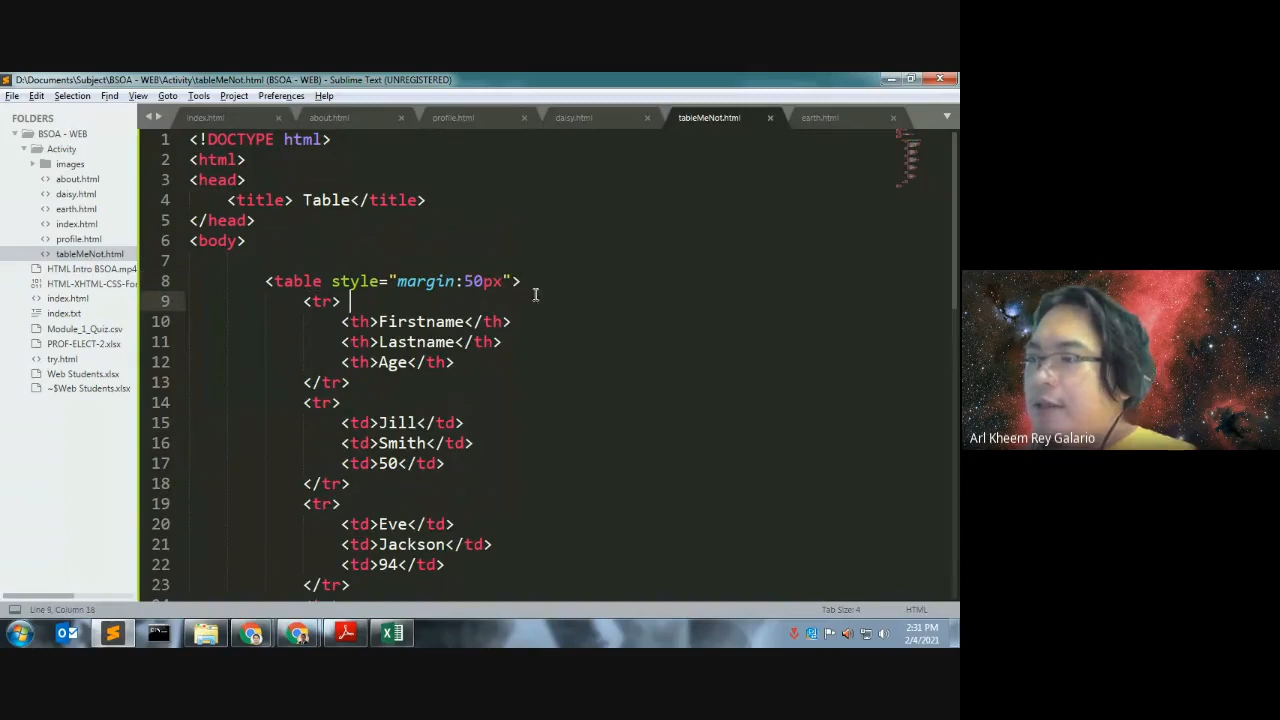 D:\Documents\Subject\BSOA - WEB\Activity\tableMeNot.html (BSOA - WEB) - Sublime Text (UNREGISTERED)
File Edit Selection Find View Goto Tools Project Preferences Help
FOLDERS
BSOA - WEB
Activity
images
about.html
daisy.html
earth.html
index.html
profile.html
tableMeNot.html
HTML Intro BSOA.mp4
HTML-XHTML-CSS-For
index.html
index.txt
Module_1_Quiz.csv
PROF-ELECT-2.xlsx
try.html
Web Students.xlsx
~$Web Students.xlsx
index.html about.html profile.html daisy.html tableMeNot.html earth.html
1 <!DOCTYPE html>
2 <html>
3 <head>
4 <title> Table</title>
5 </head>
6 <body>
7
8 <table style="margin:50px">
9 <tr>
10 <th>Firstname</th>
11 <th>Lastname</th>
12 <th>Age</th>
13 </tr>
14 <tr>
15 <td>Jill</td>
16 <td>Smith</td>
17 <td>50</td>
18 </tr>
19 <tr>
20 <td>Eve</td>
21 <td>Jackson</td>
22 <td>94</td>
23 </tr>
Line 9, Column 18 Tab Size: 4 HTML
2:31 PM
2/4/2021
Arl Kheem Rey Galario